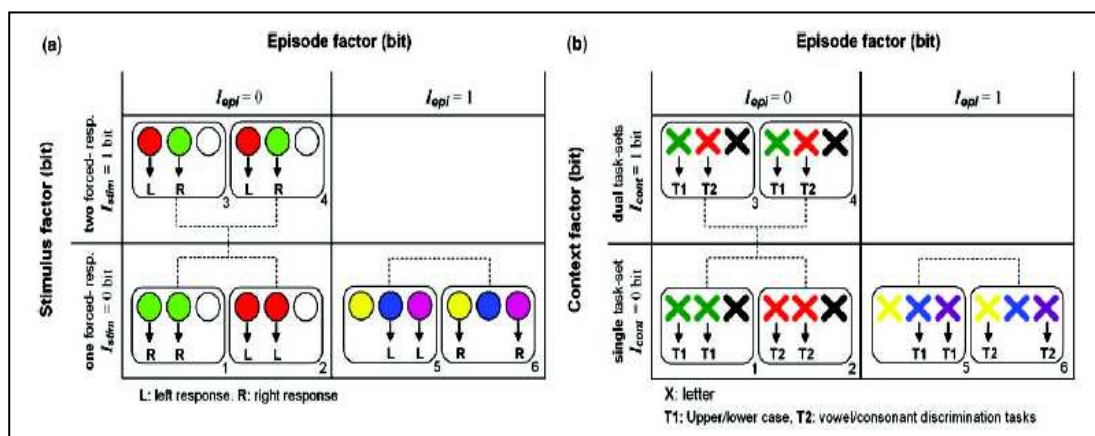 (a)
Episode factor (bit)
I_epi = 0
I_epi = 1
Stimulus factor (bit)
two forced- resp.
I_stim = 1 bit
L R
3
L R
4
one forced- resp.
I_stim = 0 bit
R R
1
L L
2
L L
5
R R
6
L: left response. R: right response
(b)
Episode factor (bit)
I_epi = 0
I_epi = 1
Context factor (bit)
dual task-sets
I_cont = 1 bit
T1 T2
3
T1 T2
4
single task-set
I_cont = 0 bit
T1 T1
1
T2 T2
2
T1 T1
5
T2 T2
6
X: letter
T1: Upper/lower case, T2: vowel/consonant discrimination tasks